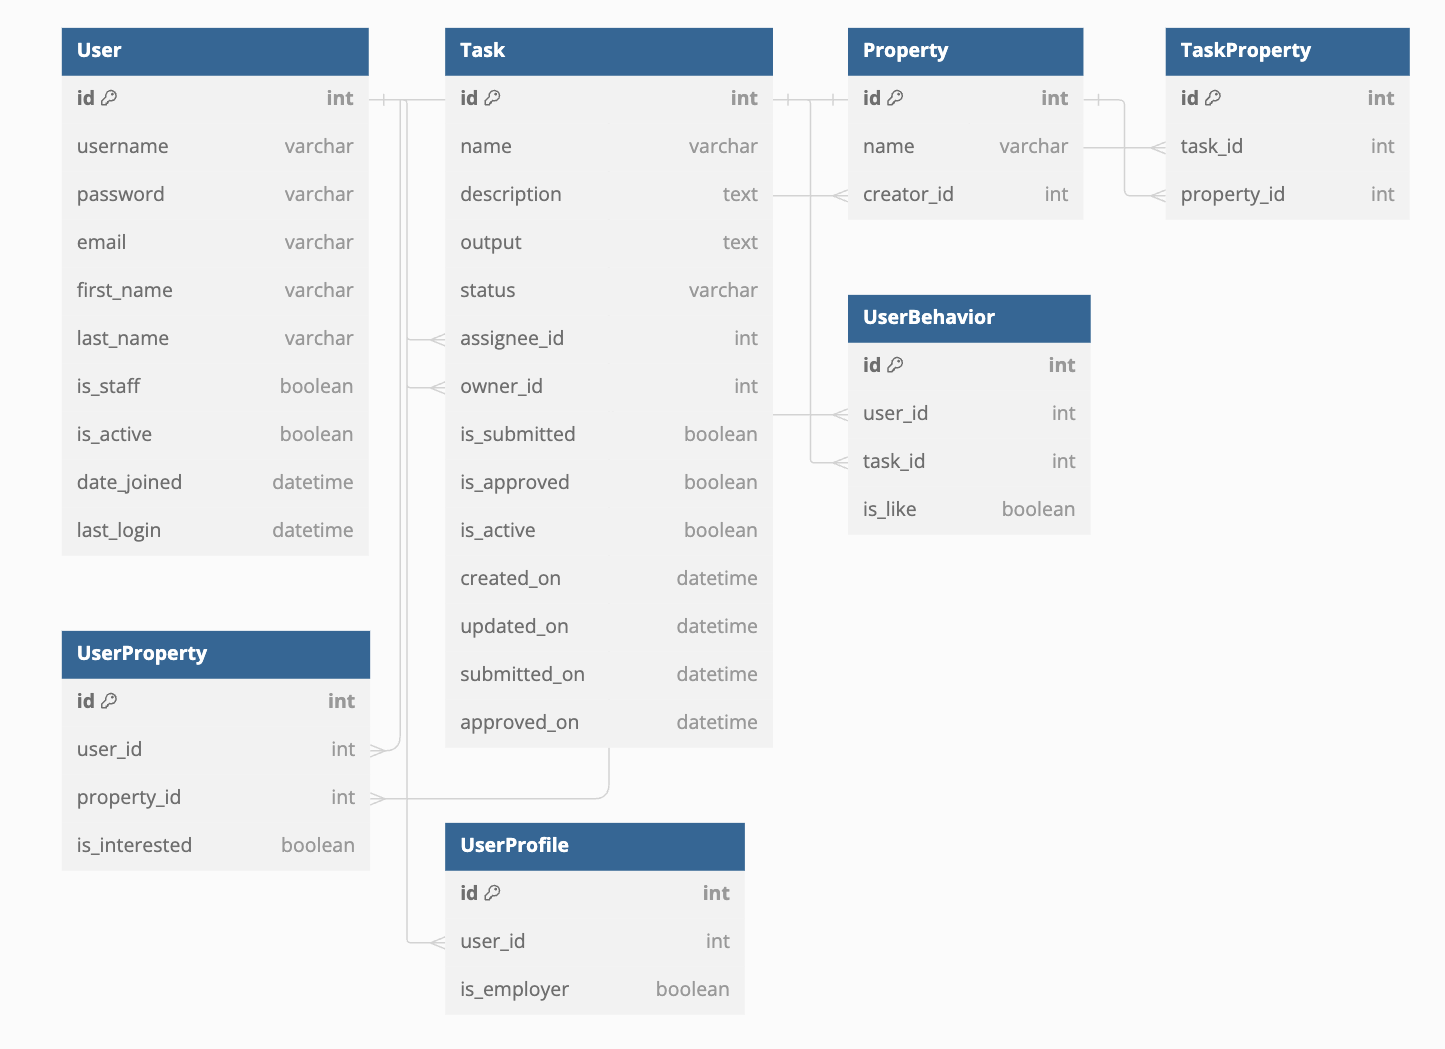 User
id int
username varchar
password varchar
email varchar
first_name varchar
last_name varchar
is_staff boolean
is_active boolean
date_joined datetime
last_login datetime
Task
id int
name varchar
description text
output text
status varchar
assignee_id int
owner_id int
is_submitted boolean
is_approved boolean
is_active boolean
created_on datetime
updated_on datetime
submitted_on datetime
approved_on datetime
Property
id int
name varchar
creator_id int
TaskProperty
id int
task_id int
property_id int
UserBehavior
id int
user_id int
task_id int
is_like boolean
UserProperty
id int
user_id int
property_id int
is_interested boolean
UserProfile
id int
user_id int
is_employer boolean